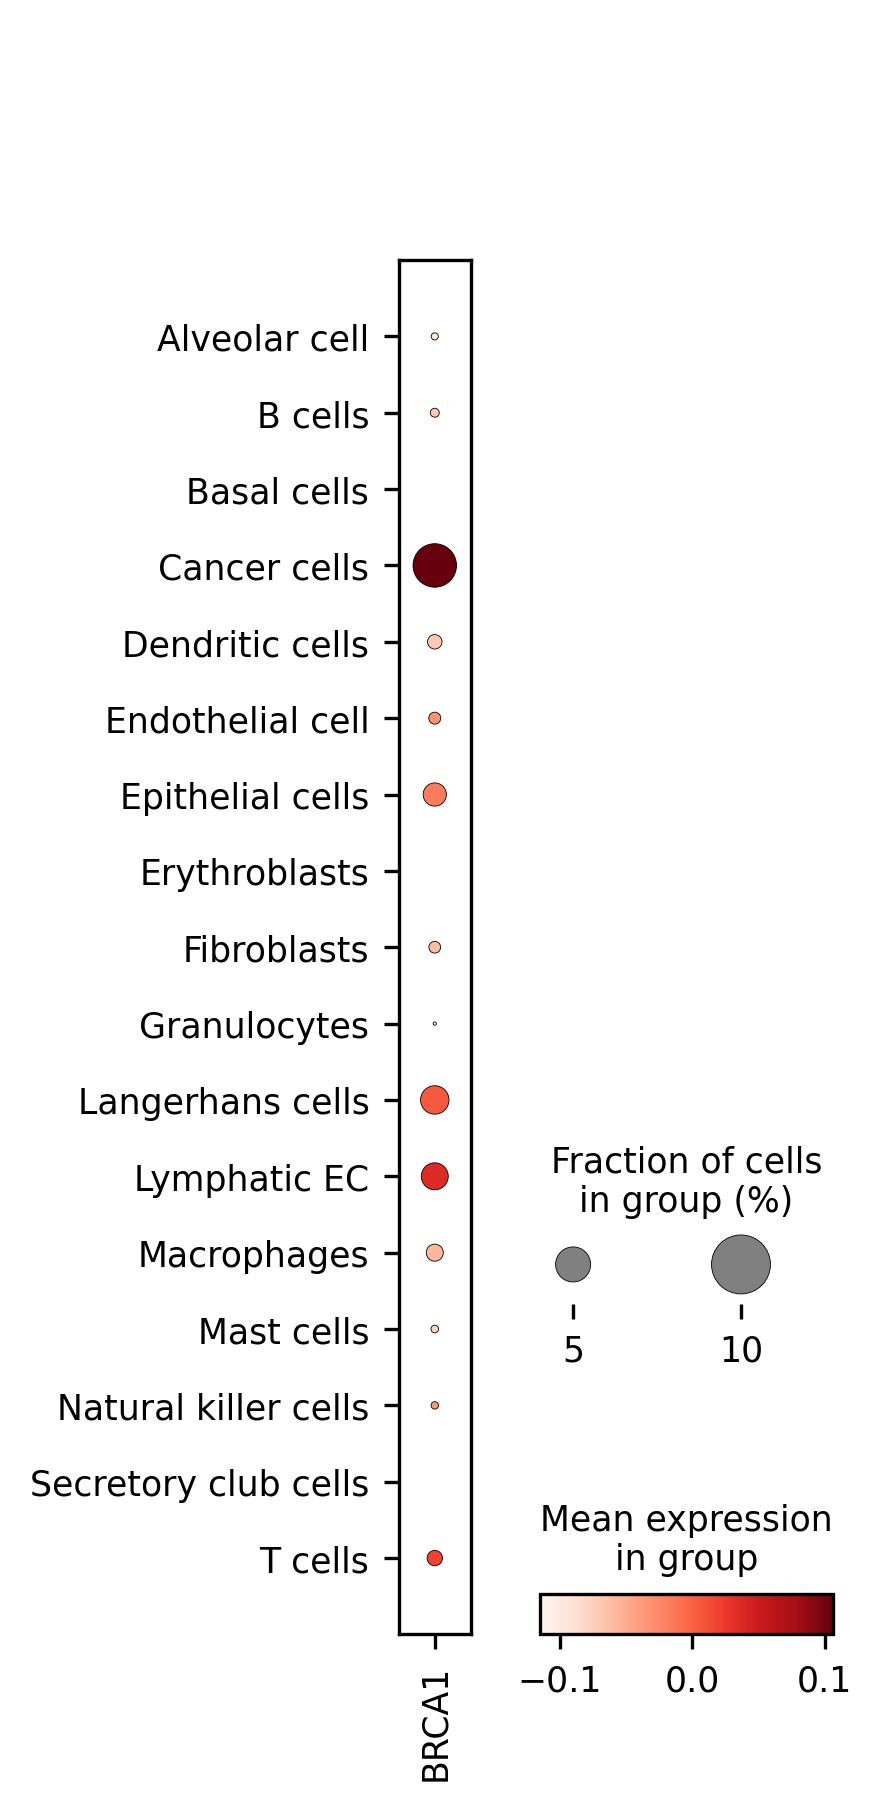 Alveolar cell
B cells
Basal cells
Cancer cells
Dendritic cells
Endothelial cell
Epithelial cells
Erythroblasts
Fibroblasts
Granulocytes
Langerhans cells
Lymphatic EC
Macrophages
Mast cells
Natural killer cells
Secretory club cells
T cells
BRCA1
Fraction of cells
in group (%)
5 10
Mean expression
in group
−0.1 0.0 0.1